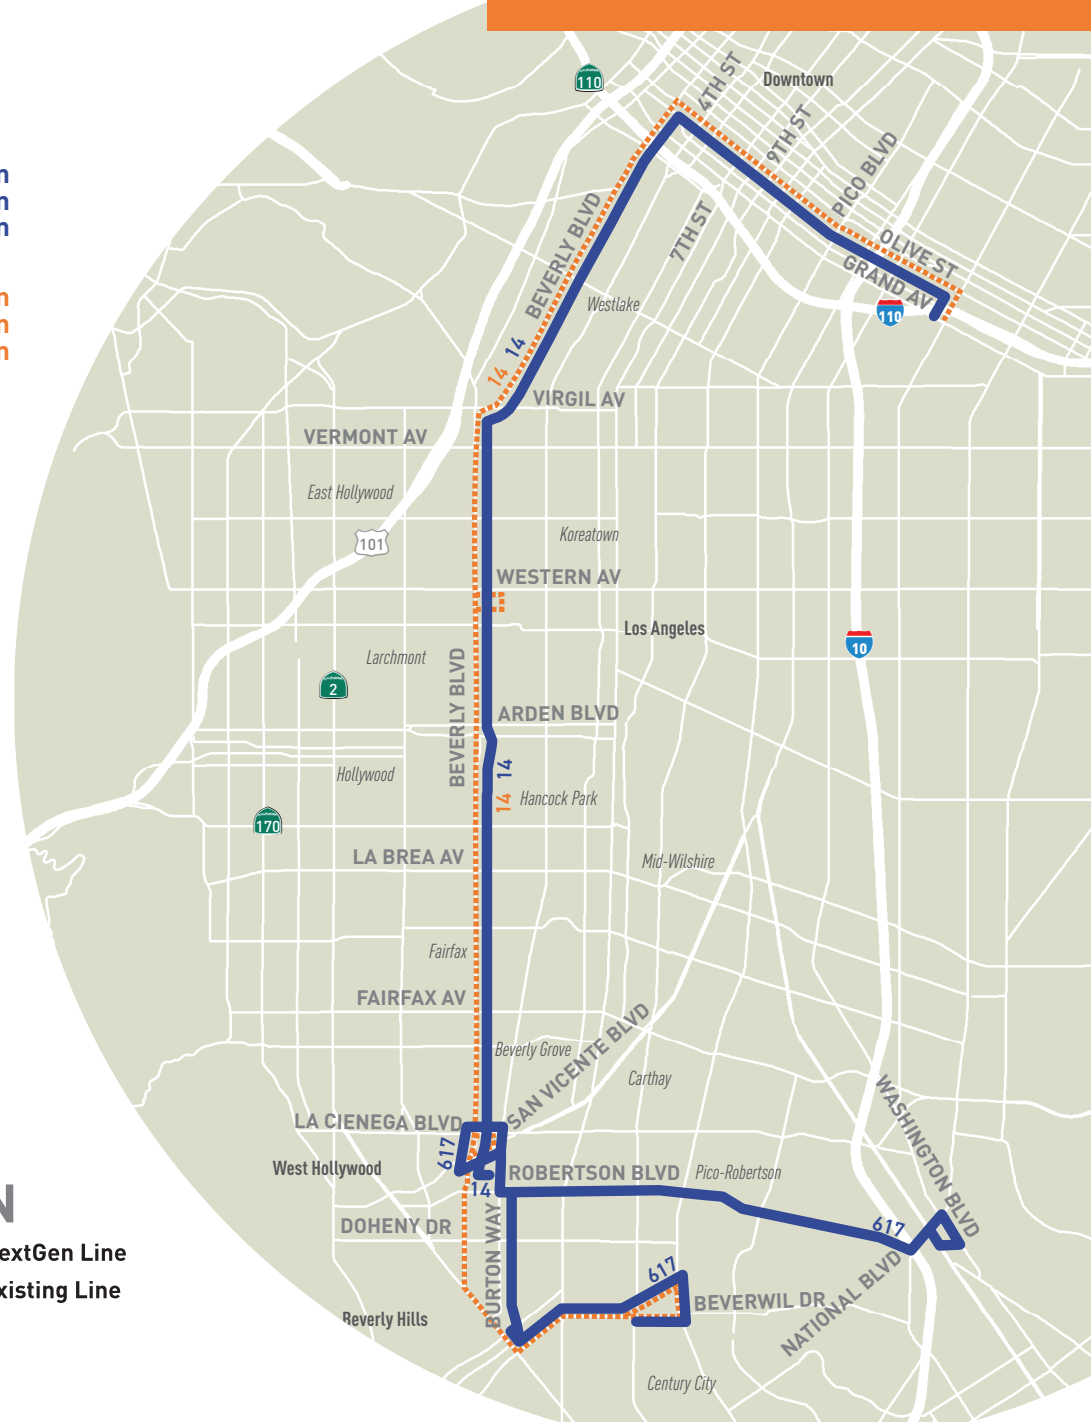 Downtown
4TH ST
110
9TH ST
PICO BLVD
7TH ST
BEVERLY BLVD
OLIVE ST
GRAND AV
Westlake
110
14 14
VIRGIL AV
VERMONT AV
East Hollywood
Koreatown
101
WESTERN AV
Los Angeles
10
Larchmont
2
BEVERLY BLVD
ARDEN BLVD
14 14
Hollywood
Hancock Park
170
LA BREA AV
Mid-Wilshire
Fairfax
FAIRFAX AV
Beverly Grove
SAN VICENTE BLVD
Carthay
LA CIENEGA BLVD
WASHINGTON BLVD
617
West Hollywood
ROBERTSON BLVD
Pico-Robertson
14
DOHENY DR
BURTON WAY
617
N
extGen Line
617
NATIONAL BLVD
xisting Line
BEVERWIL DR
Beverly Hills
Century City
n
n
n
n
n
n